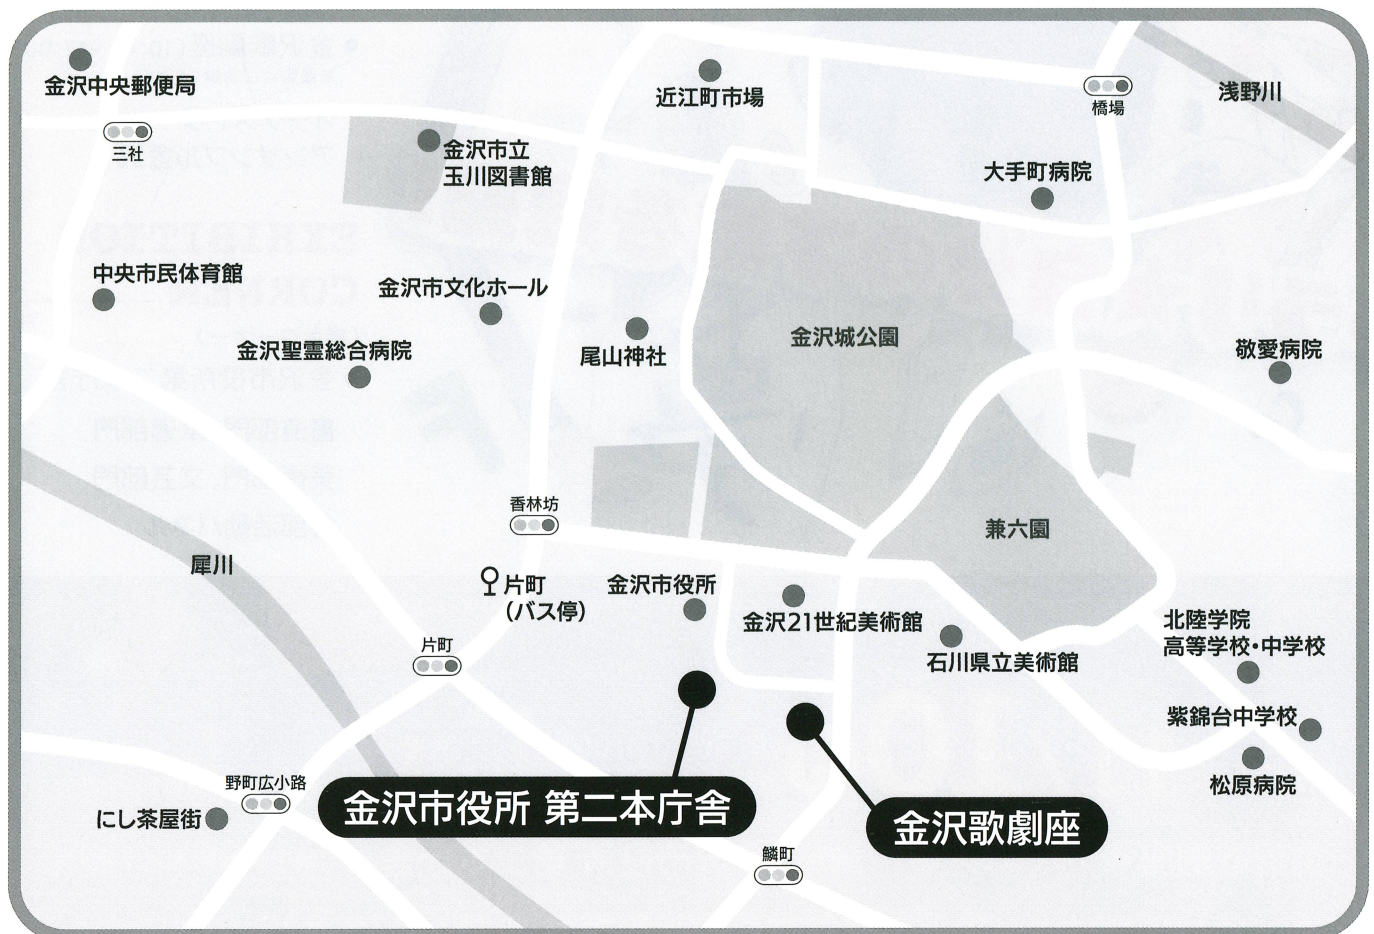 金沢中央郵便局
三社
金沢市立
玉川図書館
近江町市場
橋場
浅野川
大手町病院
中央市民体育館
金沢市文化ホール
金沢聖霊総合病院
尾山神社
金沢城公園
敬愛病院
香林坊
兼六園
犀川
片町
(バス停)
金沢市役所
金沢21世紀美術館
石川県立美術館
北陸学院
高等学校・中学校
片町
紫錦台中学校
松原病院
野町広小路
にし茶屋街
金沢市役所 第二本庁舎
金沢歌劇座
鱗町